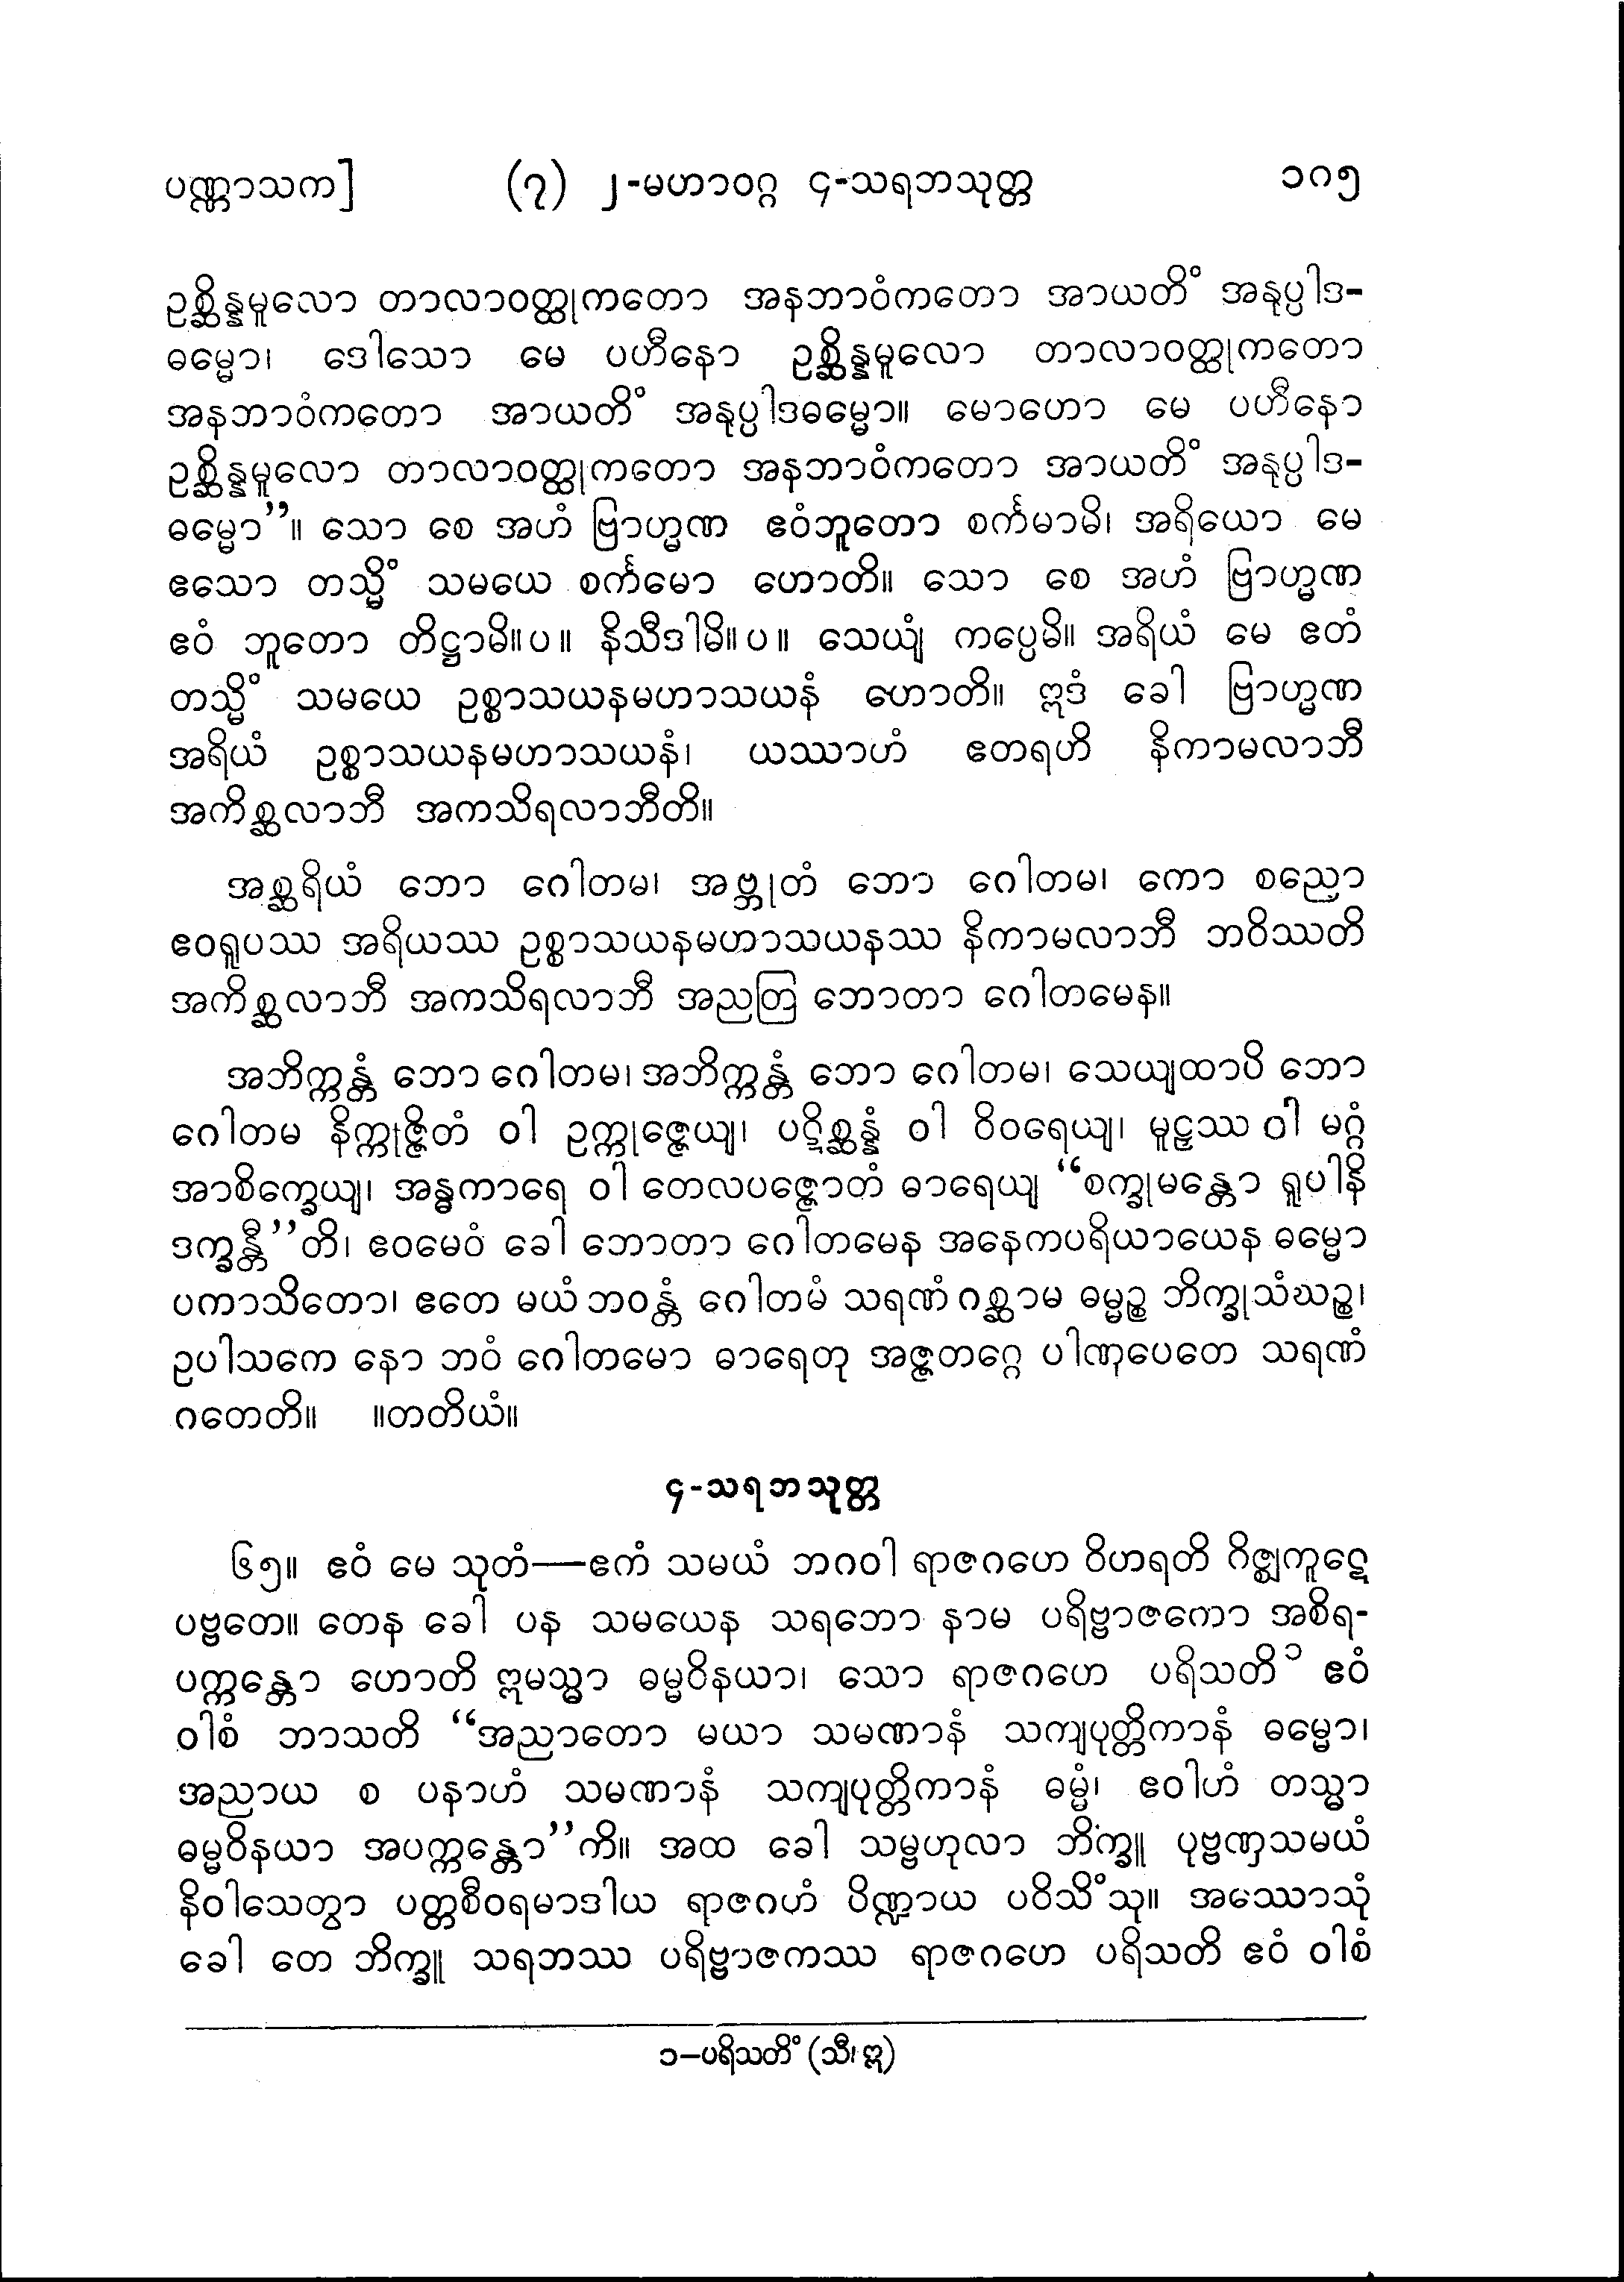 ပဏ္ဏာသက] (၇) ၂-မဟာဝဂ္ဂ ၄-သရဘသုတ္တ ၁၈၅
ဥစ္ဆိန္နမူလော တာလာဝတ္ထုကတော အနဘာဝံကတော အာယတိံ အနုပ္ပါဒ-
ဓမ္မော၊ ဒေါသော မေ ပဟီနော ဥစ္ဆိန္နမူလော တာလာဝတ္ထုကတော
အနဘာဝံကတော အာယတိံ အနုပ္ပါဒဓမ္မော။ မောဟော မေ ပဟီနော
ဥစ္ဆိန္နမူလော တာလာဝတ္ထုကတော အနဘာဝံကတော အာယတိံ အနုပ္ပါဒ-
ဓမ္မော”။ သော စေ အဟံ ဗြာဟ္မဏ ဧဝံဘူတော စင်္ကမာမိ၊ အရိယော မေ
ဧသော တသ္မိံ သမယေ စင်္ကမော ဟောတိ။ သော စေ အဟံ ဗြာဟ္မဏ
ဧဝံ ဘူတော တိဋ္ဌာမိ။ပ။ နိသီဒါမိ။ပ။ သေယျံ ကပ္ပေမိ။ အရိယံ မေ ဧတံ
တသ္မိံ သမယေ ဥစ္စာသယနမဟာသယနံ ဟောတိ။ ဣဒံ ခေါ ဗြာဟ္မဏ
အရိယံ ဥစ္စာသယနမဟာသယနံ၊ ယဿာဟံ ဧတရဟိ နိကာမလာဘီ
အကိစ္ဆလာဘီ အကသိရလာဘီတိ။
အစ္ဆရိယံ ဘော ဂေါတမ၊ အဗ္ဘုတံ ဘော ဂေါတမ၊ ကော စညော
ဧဝရူပဿ အရိယဿ ဥစ္စာသယနမဟာသယနဿ နိကာမလာဘီ ဘဝိဿတိ
အကိစ္ဆလာဘီ အကသိရလာဘီ အညတြ ဘောတာ ဂေါတမေန။
အဘိက္ကန္တံ ဘော ဂေါတမ၊ အဘိက္ကန္တံ ဘော ဂေါတမ၊ သေယျထာပိ ဘော
ဂေါတမ နိက္ကုဇ္ဇိတံ ဝါ ဥက္ကုဇ္ဇေယျ၊ ပဋိစ္ဆန္နံ ဝါ ဝိဝရေယျ၊ မူဠှဿ ဝါ မဂ္ဂံ
အာစိက္ခေယျ၊ အန္ဓကာရေ ဝါ တေလပဇ္ဇောတံ ဓာရေယျ “စက္ခုမန္တော ရူပါနိ
ဒက္ခန္တီ”တိ၊ ဧဝမေဝံ ခေါ ဘောတာ ဂေါတမေန အနေကပရိယာယေန ဓမ္မော
ပကာသိတော၊ ဧတေ မယံ ဘဝန္တံ ဂေါတမံ သရဏံ ဂစ္ဆာမ ဓမ္မဉ္စ ဘိက္ခုသံဃဉ္စ၊
ဥပါသကေ နော ဘဝံ ဂေါတမော ဓာရေတု အဇ္ဇတဂ္ဂေ ပါဏုပေတေ သရဏံ
ဂတေတိ။ ။တတိယံ။
၄-သရဘသုတ္တ
၆၅။ ဧဝံ မေ သုတံ—ဧကံ သမယံ ဘဂဝါ ရာဇဂဟေ ဝိဟရတိ ဂိဇ္ဈကူဋေ
ပဗ္ဗတေ။ တေန ခေါ ပန သမယေန သရဘော နာမ ပရိဗ္ဗာဇကော အစိရ-
ပက္ကန္တော ဟောတိ ဣမသ္မာ ဓမ္မဝိနယာ၊ သော ရာဇဂဟေ ပရိသတိ ၁ ဧဝံ
ဝါစံ ဘာသတိ “အညာတော မယာ သမဏာနံ သကျပုတ္တိကာနံ ဓမ္မော၊
အညာယ စ ပနာဟံ သမဏာနံ သကျပုတ္တိကာနံ ဓမ္မံ၊ ဧဝါဟံ တသ္မာ
ဓမ္မဝိနယာ အပက္ကန္တော”ကိ။ အထ ခေါ သမ္ဗဟုလာ ဘိက္ခူ ပုဗ္ဗဏှသမယံ
နိဝါသေတွာ ပတ္တစီဝရမာဒါယ ရာဇဂဟံ ပိဏ္ဍာယ ပဝိသိံသု။ အဿောသုံ
ခေါ တေ ဘိက္ခူ သရဘဿ ပရိဗ္ဗာဇကဿ ရာဇဂဟေ ပရိသတိ ဧဝံ ဝါစံ
၁—ပရိသတိံ (သီ၊ ဣ)